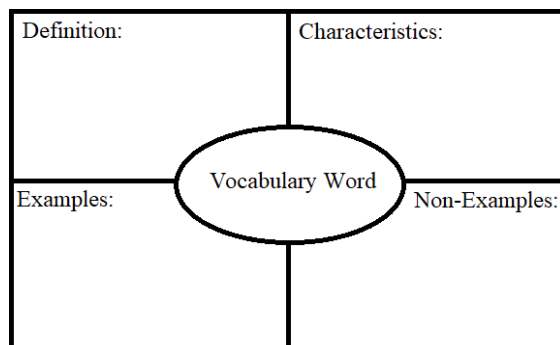 Definition:
Characteristics:
Vocabulary Word
Examples:
Non-Examples: